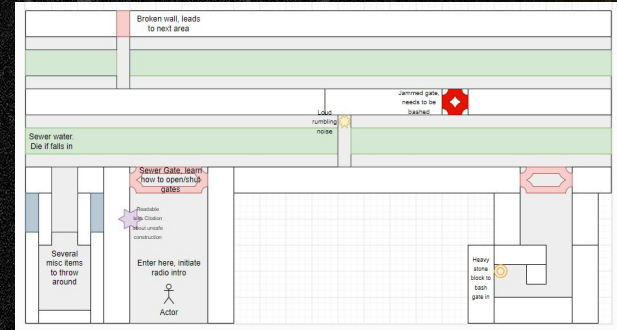 Broken wall, leads
to next area
Jammed gate,
needs to be
bashed
Loud
rumbling
noise
Sewer water.
Die if falls in
Sewer Gate, learn
how to open/shut
gates
Readable
Citation
about unsafe
construction
Several
misc items
to throw
around
Enter here, initiate
radio intro
Actor
Heavy
stone
block to
bash
gate in